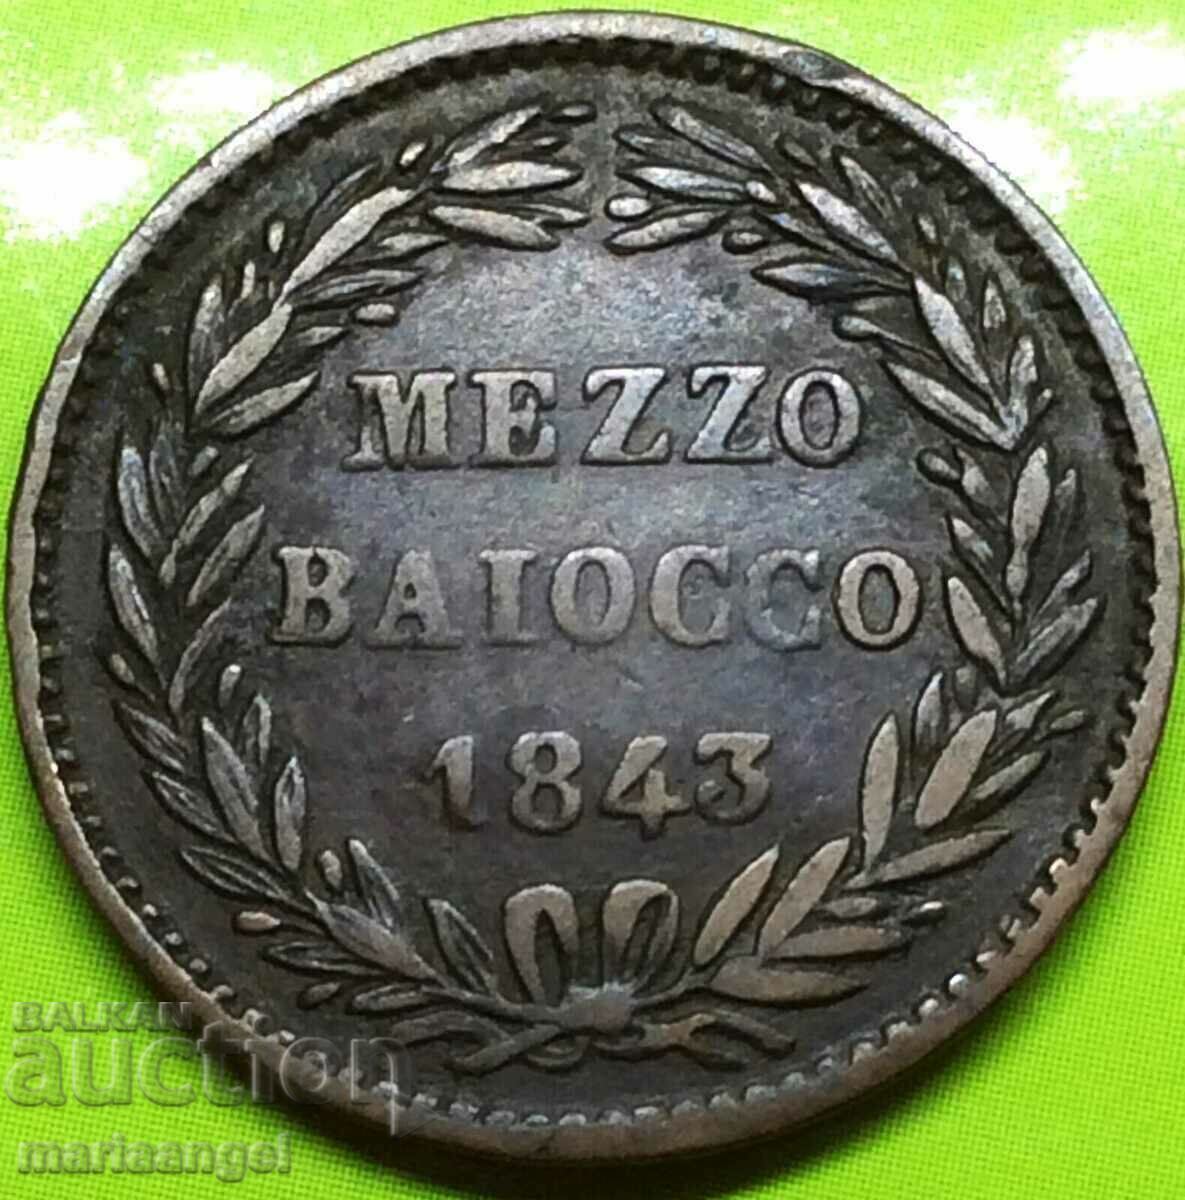 MEZZO
BAIOCCO
1843
BALKAN
auction
mariaangel